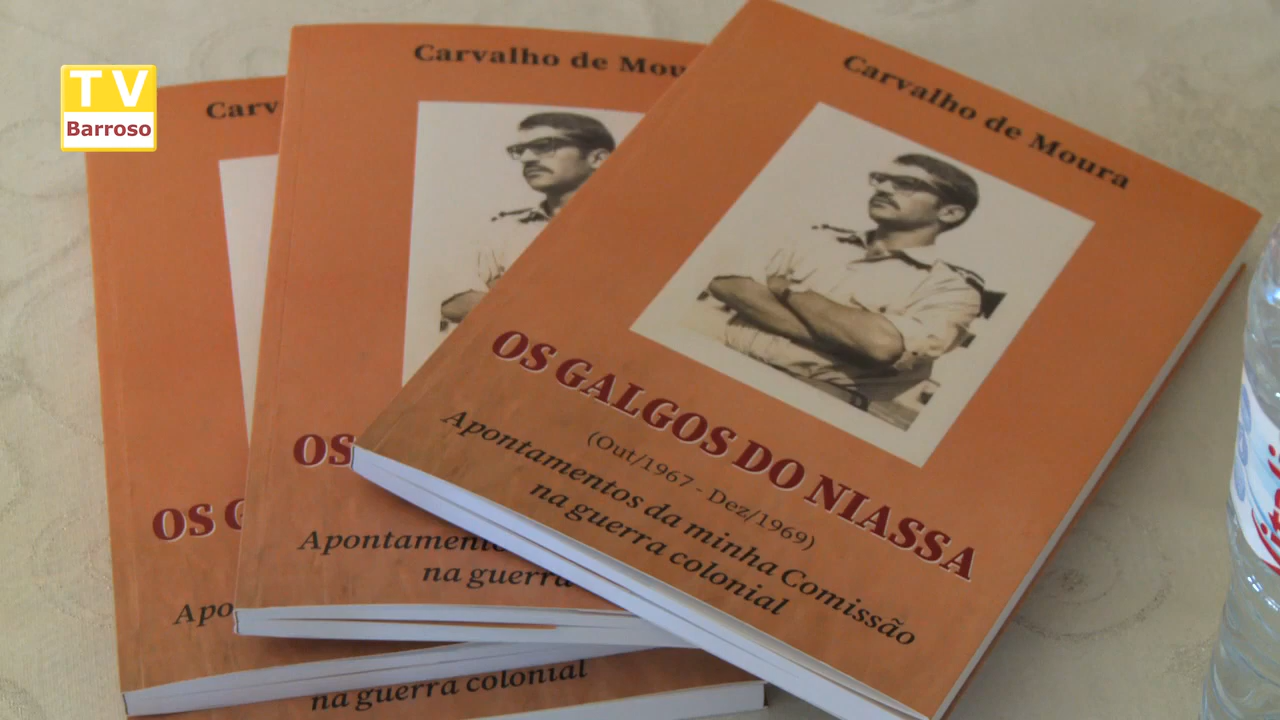 TV
Barroso
Carvalho de Moura
OS GALGOS DO NIASSA
(Out/1967 - Dez/1969)
Apontamentos da minha Comissão
na guerra colonial
Carvalho de Mou
OS
Apontamento
na guerra
Carv
OS G
Apo
na guerra colonial